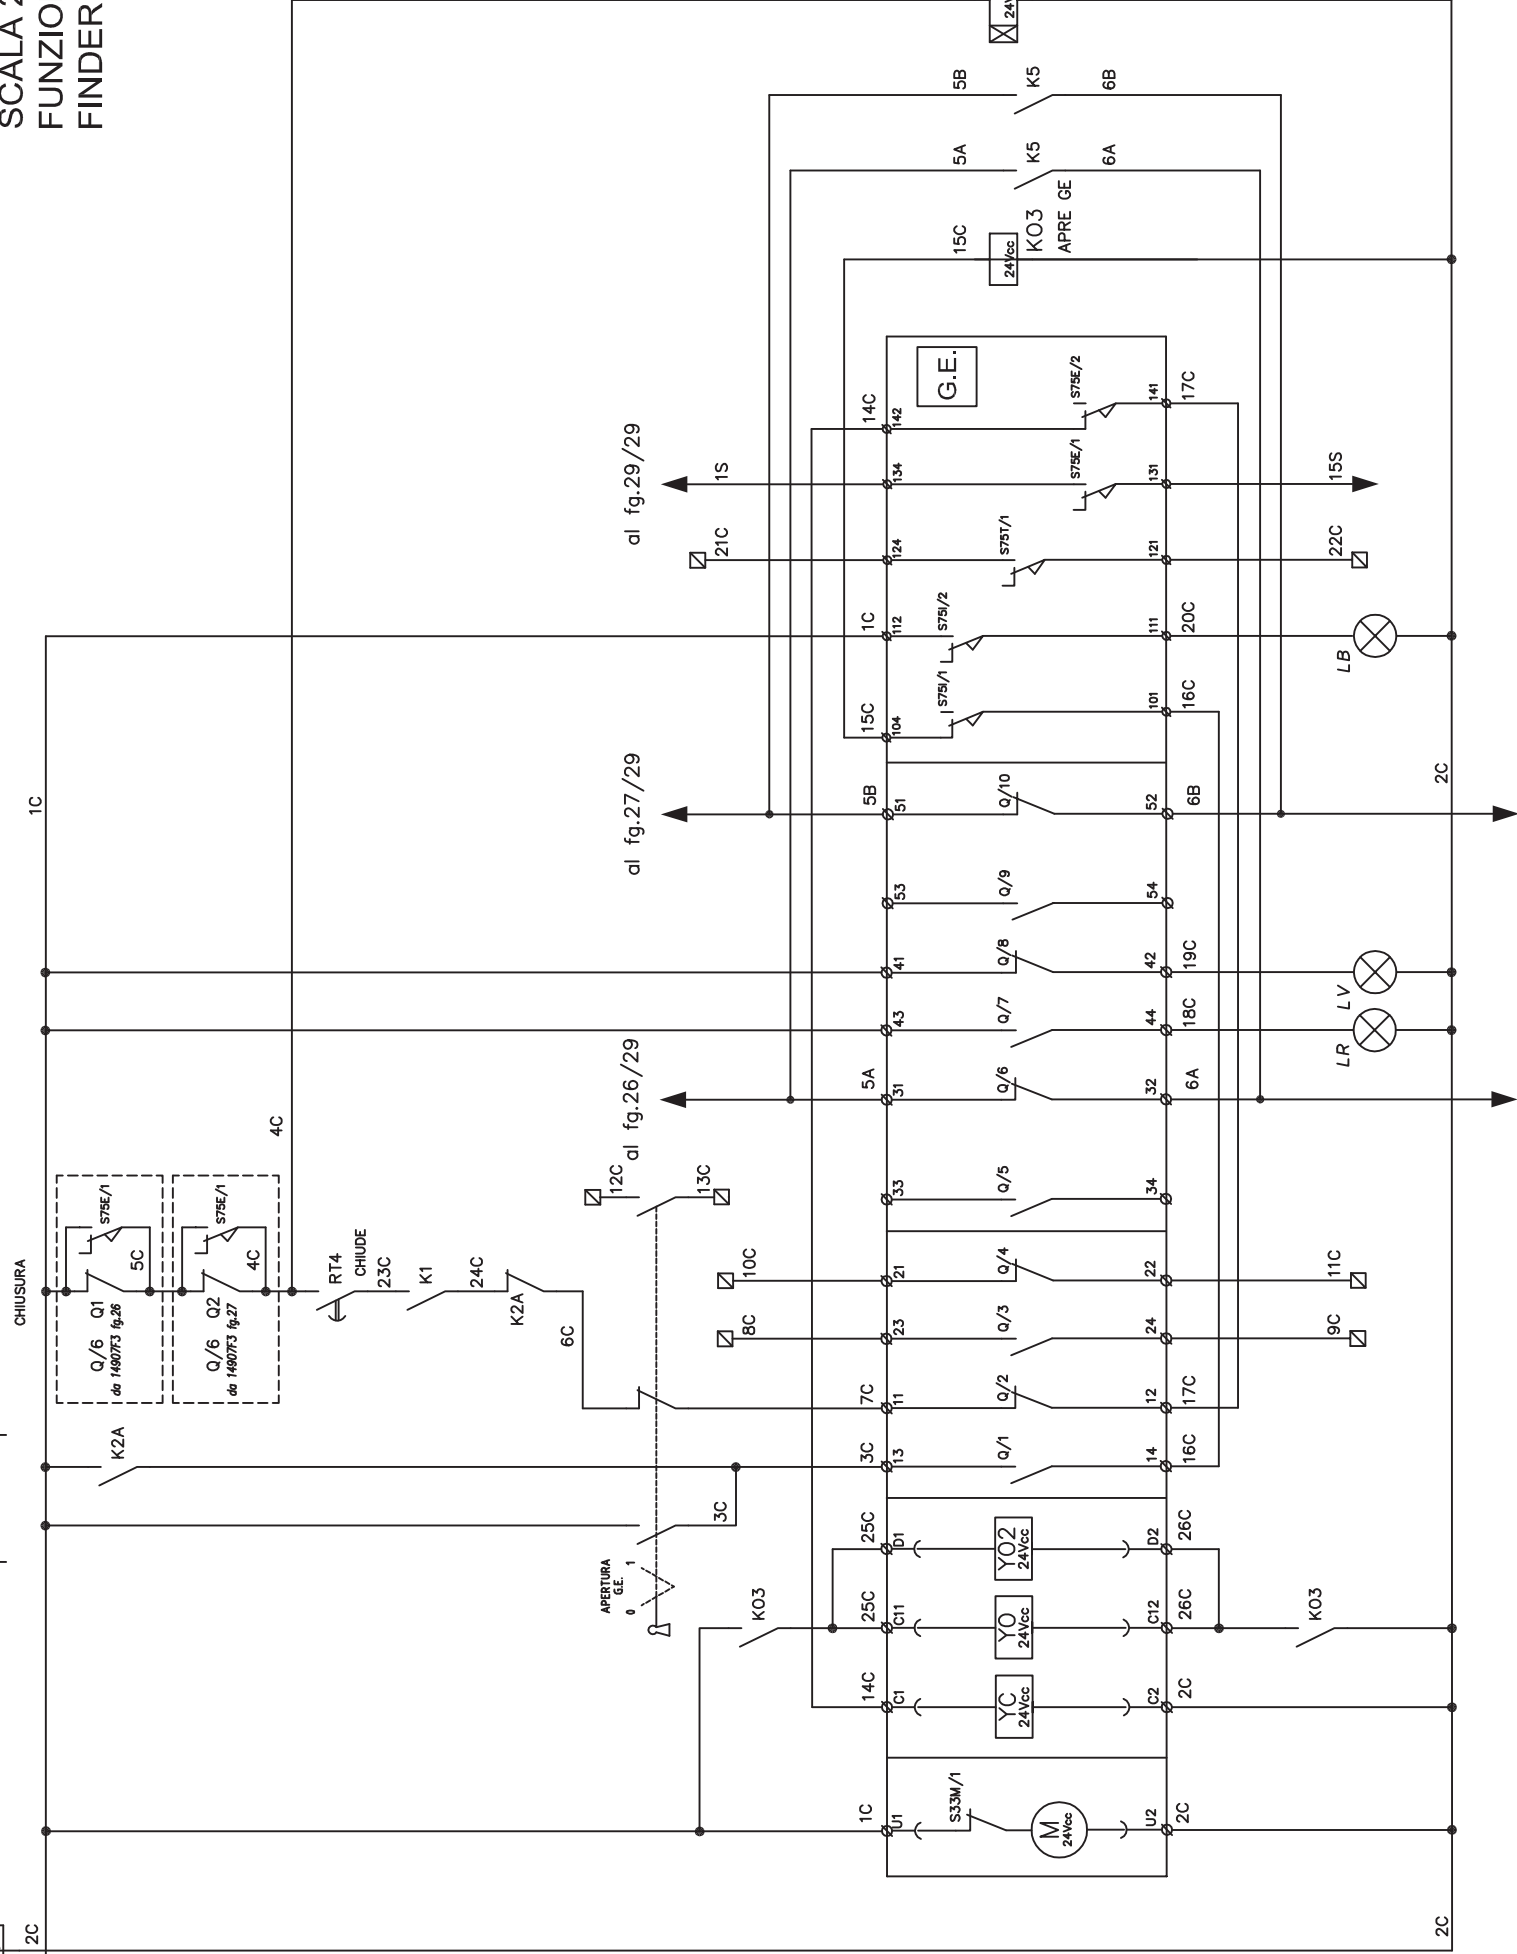 SCALA 2
FUNZIO
FINDER
24V
5B
K5
6B
5A
K5
6A
15C
24Vcc
KO3
APRE GE
G.E.
14C
142
S75E/2
141
17C
al fg.29/29
1S
134
S75E/1
131
15S
21C
124
S75T/1
121
22C
1C
112
S75I/2
111
20C
LB
15C
104
S75I/1
101
16C
1C
al fg.27/29
5B
51
Q/10
52
6B
2C
53
Q/9
54
41
Q/8
42
19C
LV
43
Q/7
44
18C
LR
al fg.26/29
5A
31
Q/6
32
6A
4C
12C
13C
33
Q/5
34
CHIUSURA
S75E/1
5C
Q/6 Q1
da 14907F3 fg.26
S75E/1
4C
Q/6 Q2
da 14907F3 fg.27
RT4
CHIUDE
23C
K1
24C
K2A
6C
10C
21
Q/4
22
11C
8C
23
Q/3
24
9C
7C
11
Q/2
12
17C
K2A
3C
13
Q/1
14
16C
3C
APERTURA
G.E.
0 1
25C
D1
YO2
24Vcc
D2
26C
KO3
25C
C11
YO
24Vcc
C12
26C
KO3
14C
C1
YC
24Vcc
C2
2C
1C
U1
S33M/1
M
24Vcc
U2
2C
2C
2C